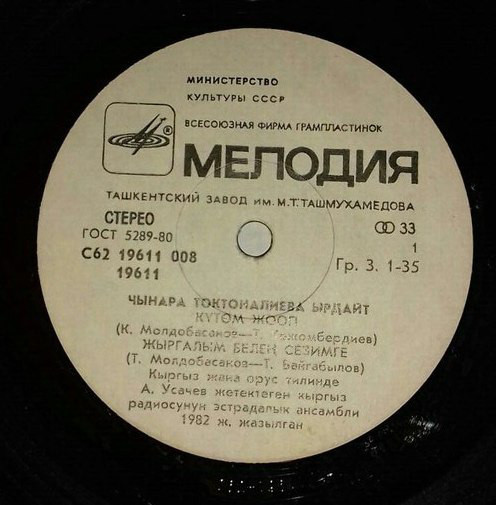 МИНИСТЕРСТВО
КУЛЬТУРЫ СССР
ВСЕСОЮЗНАЯ ФИРМА ГРАМПЛАСТИНОК
® МЕЛОДИЯ
ТАШКЕНТСКИЙ ЗАВОД ИМ. М.Т. ТАШМУХАМЕДОВА
СТЕРЕО
ГОСТ 5289-80
С62 19611 008
19611
33
1
Гр. 3. 1-35
ЧЫНАРА ТОКТОНАЛИЕВА ЫРДАЙТ
КҮТӨМ ЖООП
(К. Молдобасанов—Т. Кожомбердиев)
ЖЫРГАЛЫМ БЕЛЕН СЕЗИМГЕ
(Т. Молдобасаков—Т. Байгабылов)
Кыргыз жана орус тилинде
А. Усачев жетектеген кыргыз
радиосунун эстрадалык ансамбли
1982 ж. жазылган